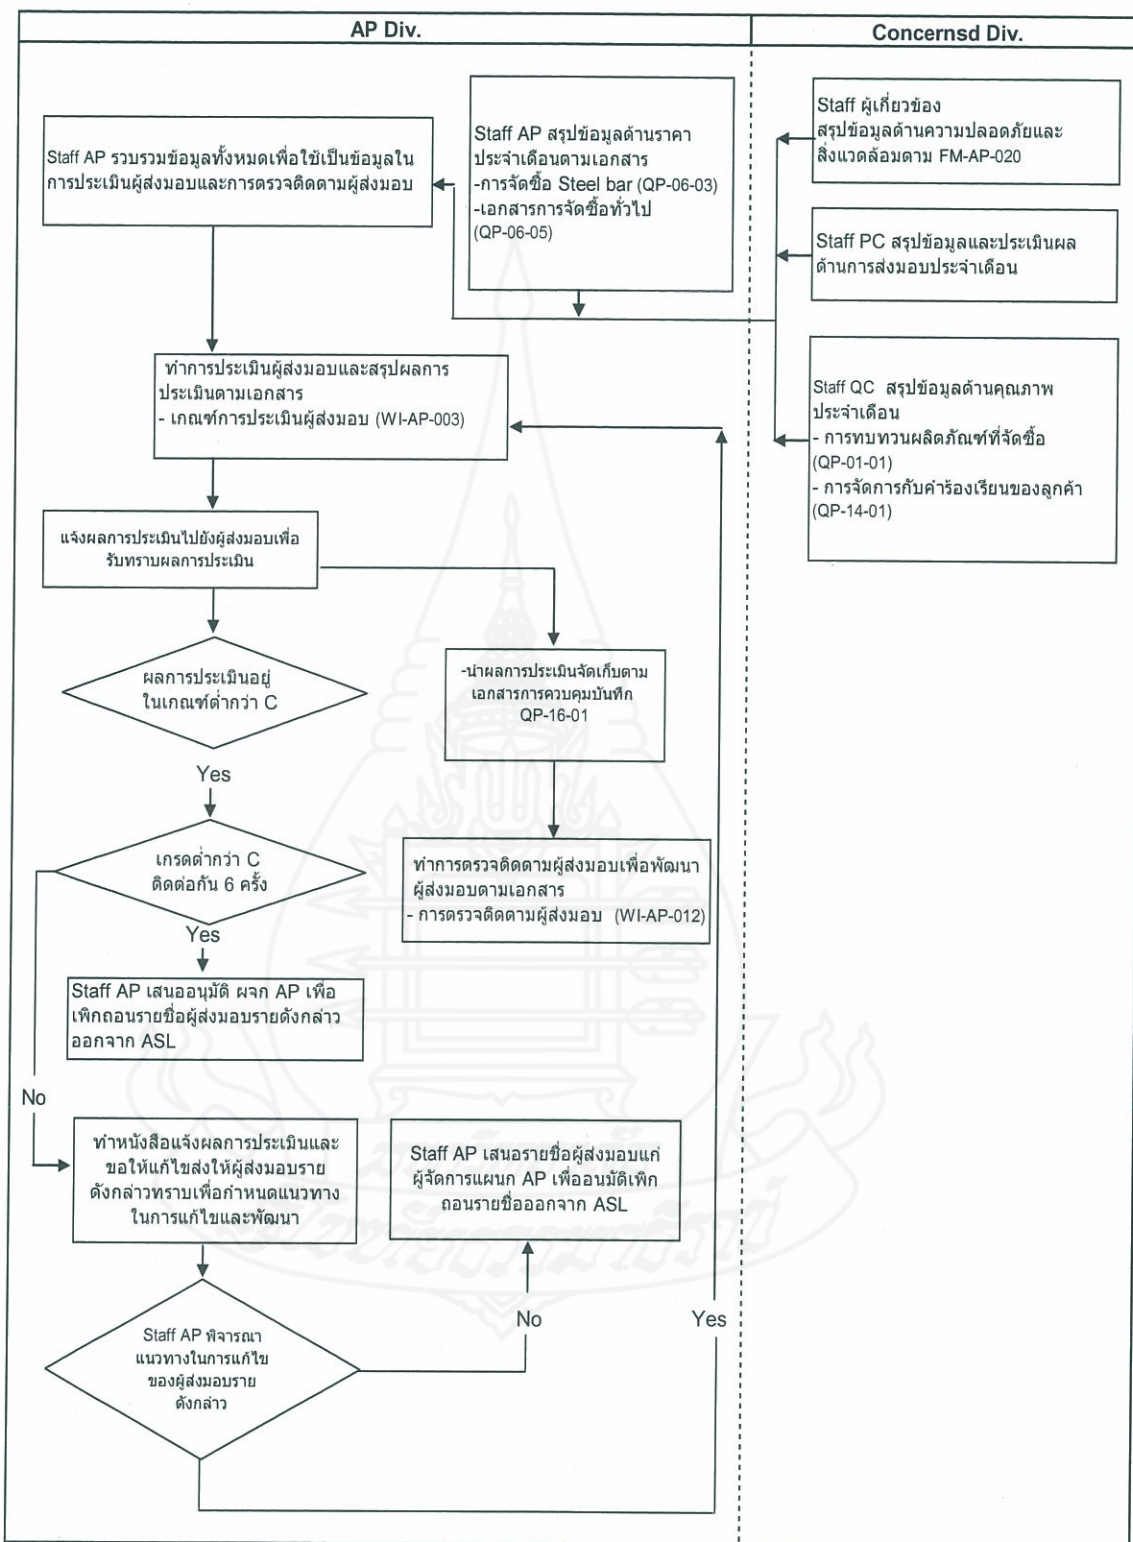 AP Div.
Concernsd Div.
Staff AP รวบรวมข้อมูลทั้งหมดเพื่อใช้เป็นข้อมูลใน
การประเมินผู้ส่งมอบและการตรวจติดตามผู้ส่งมอบ
Staff AP สรุปข้อมูลด้านราคา
ประจำเดือนตามเอกสาร
-การจัดซื้อ Steel bar (QP-06-03)
-เอกสารการจัดซื้อทั่วไป
(QP-06-05)
Staff ผู้เกี่ยวข้อง
สรุปข้อมูลด้านความปลอดภัยและ
สิ่งแวดล้อมตาม FM-AP-020
Staff PC สรุปข้อมูลและประเมินผล
ด้านการส่งมอบประจำเดือน
Staff QC สรุปข้อมูลด้านคุณภาพ
ประจำเดือน
- การทบทวนผลิตภัณฑ์ที่จัดซื้อ
(QP-01-01)
- การจัดการกับคำร้องเรียนของลูกค้า
(QP-14-01)
ทำการประเมินผู้ส่งมอบและสรุปผลการ
ประเมินตามเอกสาร
- เกณฑ์การประเมินผู้ส่งมอบ (WI-AP-003)
แจ้งผลการประเมินไปยังผู้ส่งมอบเพื่อ
รับทราบผลการประเมิน
ผลการประเมินอยู่
ในเกณฑ์ต่ำกว่า C
-นำผลการประเมินจัดเก็บตาม
เอกสารการควบคุมบันทึก
QP-16-01
Yes
เกรดต่ำกว่า C
ติดต่อกัน 6 ครั้ง
ทำการตรวจติดตามผู้ส่งมอบเพื่อพัฒนา
ผู้ส่งมอบตามเอกสาร
- การตรวจติดตามผู้ส่งมอบ (WI-AP-012)
Yes
Staff AP เสนออนุมัติ ผจก AP เพื่อ
เพิกถอนรายชื่อผู้ส่งมอบรายดังกล่าว
ออกจาก ASL
No
ทำหนังสือแจ้งผลการประเมินและ
ขอให้แก้ไขส่งให้ผู้ส่งมอบราย
ดังกล่าวทราบเพื่อกำหนดแนวทาง
ในการแก้ไขและพัฒนา
Staff AP เสนอรายชื่อผู้ส่งมอบแก่
ผู้จัดการแผนก AP เพื่ออนุมัติเพิก
ถอนรายชื่อออกจาก ASL
No
Yes
Staff AP พิจารณา
แนวทางในการแก้ไข
ของผู้ส่งมอบราย
ดังกล่าว